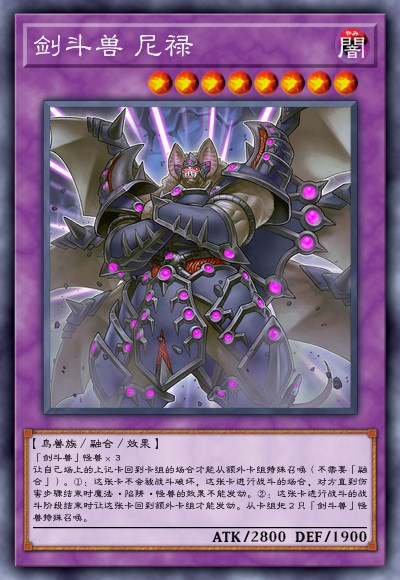 剑斗兽 尼禄
やみ
闇
【鸟兽族／融合／效果】
「剑斗兽」怪兽×3
让自己场上的上记卡回到卡组的场合才能从额外卡组特殊召唤（不需要「融
合」）。①：这张卡不会被战斗破坏，这张卡进行战斗的场合，对方直到伤
害步骤结束时魔法·陷阱·怪兽的效果不能发动。②：这张卡进行战斗的战
斗阶段结束时让这张卡回到额外卡组才能发动。从卡组把2只「剑斗兽」怪
兽特殊召唤。
ATK/2800 DEF/1900